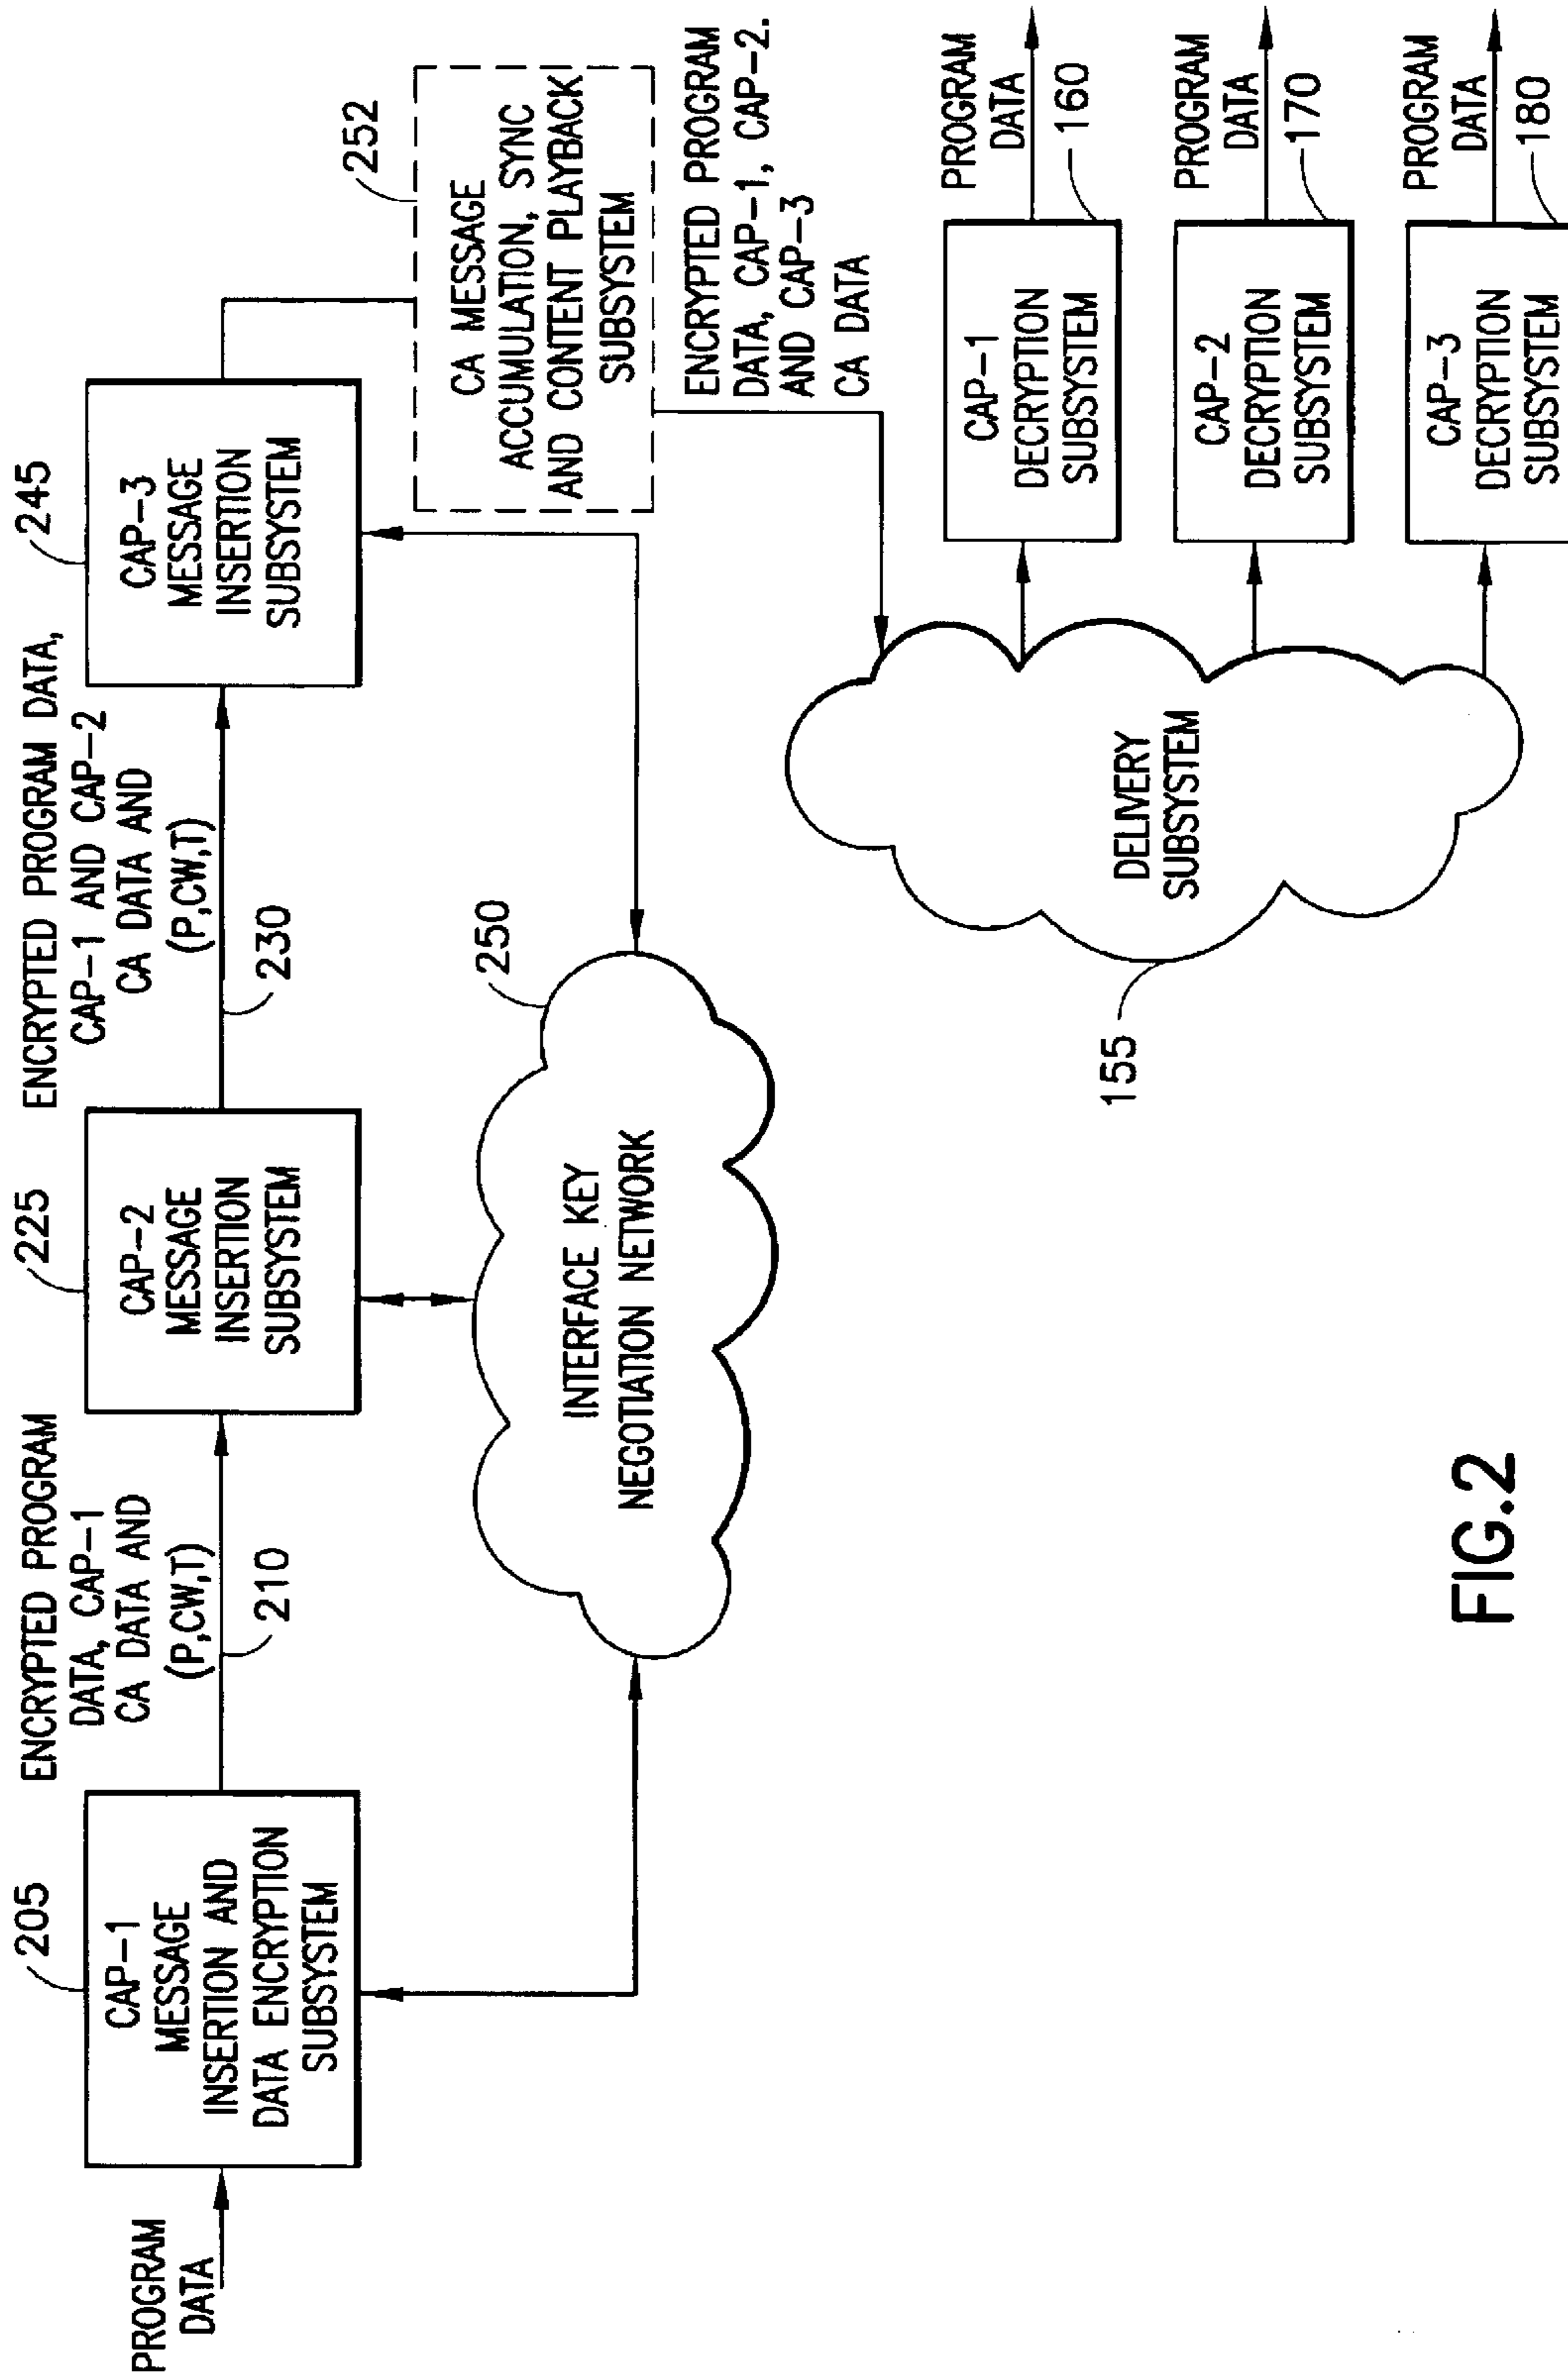 PROGRAM
DATA
205
CAP-1
MESSAGE
INSERTION AND
DATA ENCRYPTION
SUBSYSTEM
ENCRYPTED PROGRAM
DATA, CAP-1
CA DATA AND
(P,CW,T)
210
225
CAP-2
MESSAGE
INSERTION
SUBSYSTEM
ENCRYPTED PROGRAM DATA,
CAP-1 AND CAP-2
CA DATA AND
(P,CW,T)
230
245
CAP-3
MESSAGE
INSERTION
SUBSYSTEM
252
CA MESSAGE
ACCUMULATION, SYNC
AND CONTENT PLAYBACK
SUBSYSTEM
250
INTERFACE KEY
NEGOTIATION NETWORK
ENCRYPTED PROGRAM
DATA, CAP-1, CAP-2.
AND CAP-3
CA DATA
155
DELIVERY
SUBSYSTEM
CAP-1
DECRYPTION
SUBSYSTEM
PROGRAM
DATA
160
CAP-2
DECRYPTION
SUBSYSTEM
PROGRAM
DATA
170
CAP-3
DECRYPTION
SUBSYSTEM
PROGRAM
DATA
180
FIG.2